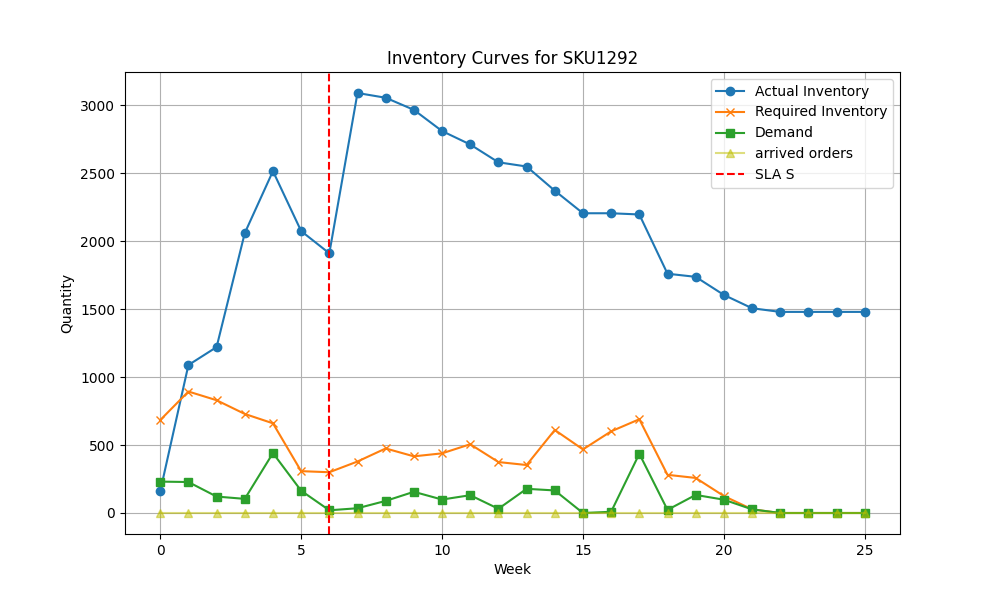 Inventory Curves for SKU1292
Actual Inventory
Required Inventory
Demand
arrived orders
SLA S
Quantity
3000
2500
2000
1500
1000
500
0
0 5 10 15 20 25
Week